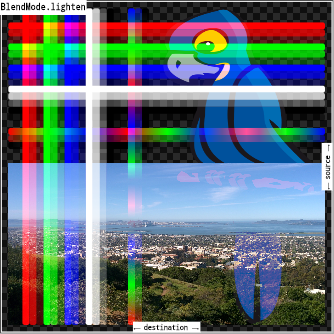 BlendMode.lighten
← source →
← destination →